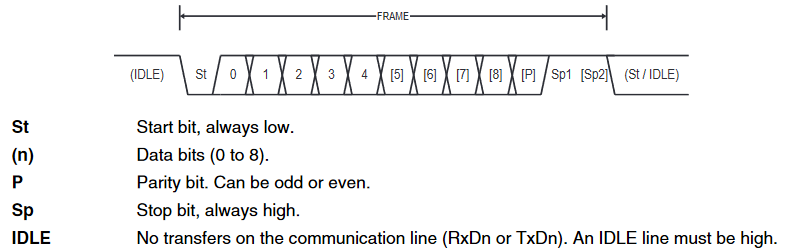 FRAME
(IDLE) St 0 1 2 3 4 [5] [6] [7] [8] [P] Sp1 [Sp2] (St / IDLE)
St Start bit, always low.
(n) Data bits (0 to 8).
P Parity bit. Can be odd or even.
Sp Stop bit, always high.
IDLE No transfers on the communication line (RxDn or TxDn). An IDLE line must be high.